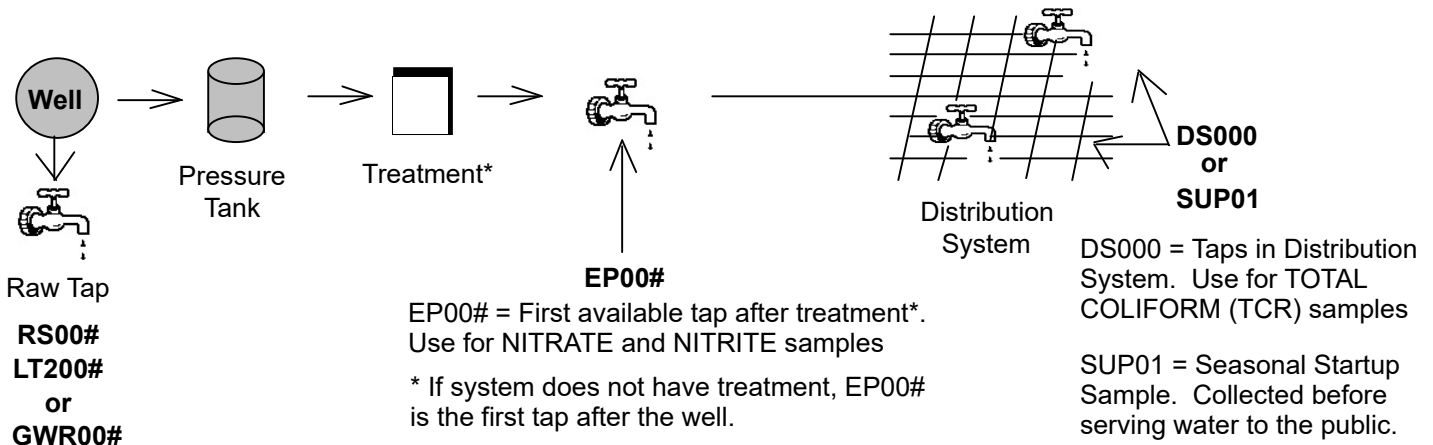 Well
Pressure
Tank
Treatment*
Raw Tap
RS00#
LT200#
or
GWR00#
EP00#
EP00# = First available tap after treatment*.
Use for NITRATE and NITRITE samples
* If system does not have treatment, EP00#
is the first tap after the well.
Distribution
System
DS000
or
SUP01
DS000 = Taps in Distribution
System.  Use for TOTAL
COLIFORM (TCR) samples
SUP01 = Seasonal Startup
Sample.  Collected before
serving water to the public.